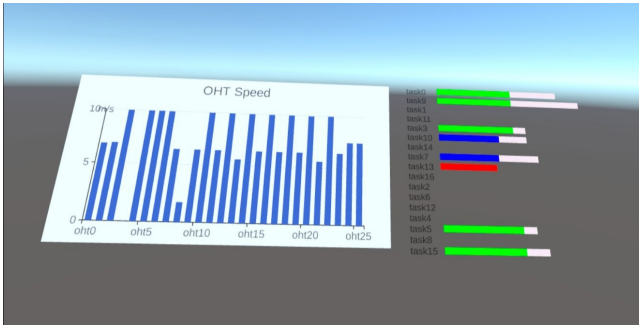 OHT Speed
10m/s
5
0
oht0 oht5 oht10 oht15 oht20 oht25
task0
task9
task1
task11
task3
task10
task14
task7
task13
task16
task2
task6
task12
task4
task5
task8
task15